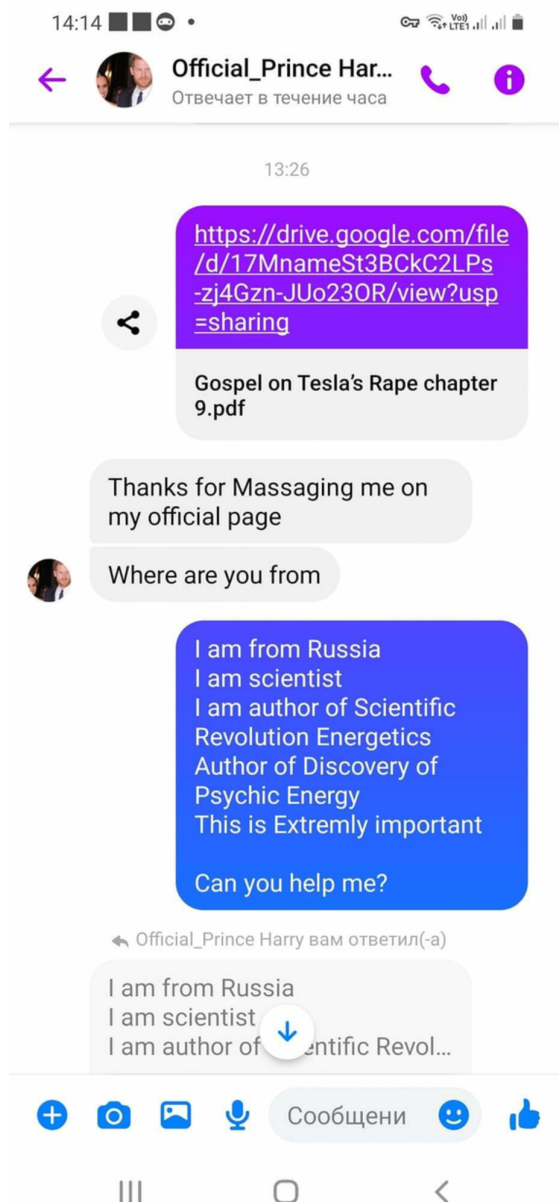 14:14
Vo))
LTE1
Official_Prince Har...
Отвечает в течение часа
13:26
https://drive.google.com/file
/d/17MnameSt3BCkC2LPs
-zj4Gzn-JUo23OR/view?usp
=sharing
Gospel on Tesla's Rape chapter
9.pdf
Thanks for Massaging me on
my official page
Where are you from
I am from Russia
I am scientist
I am author of Scientific
Revolution Energetics
Author of Discovery of
Psychic Energy
This is Extremly important
Can you help me?
Official_Prince Harry вам ответил(-а)
I am from Russia
I am scientist
I am author of entific Revol...
Сообщени